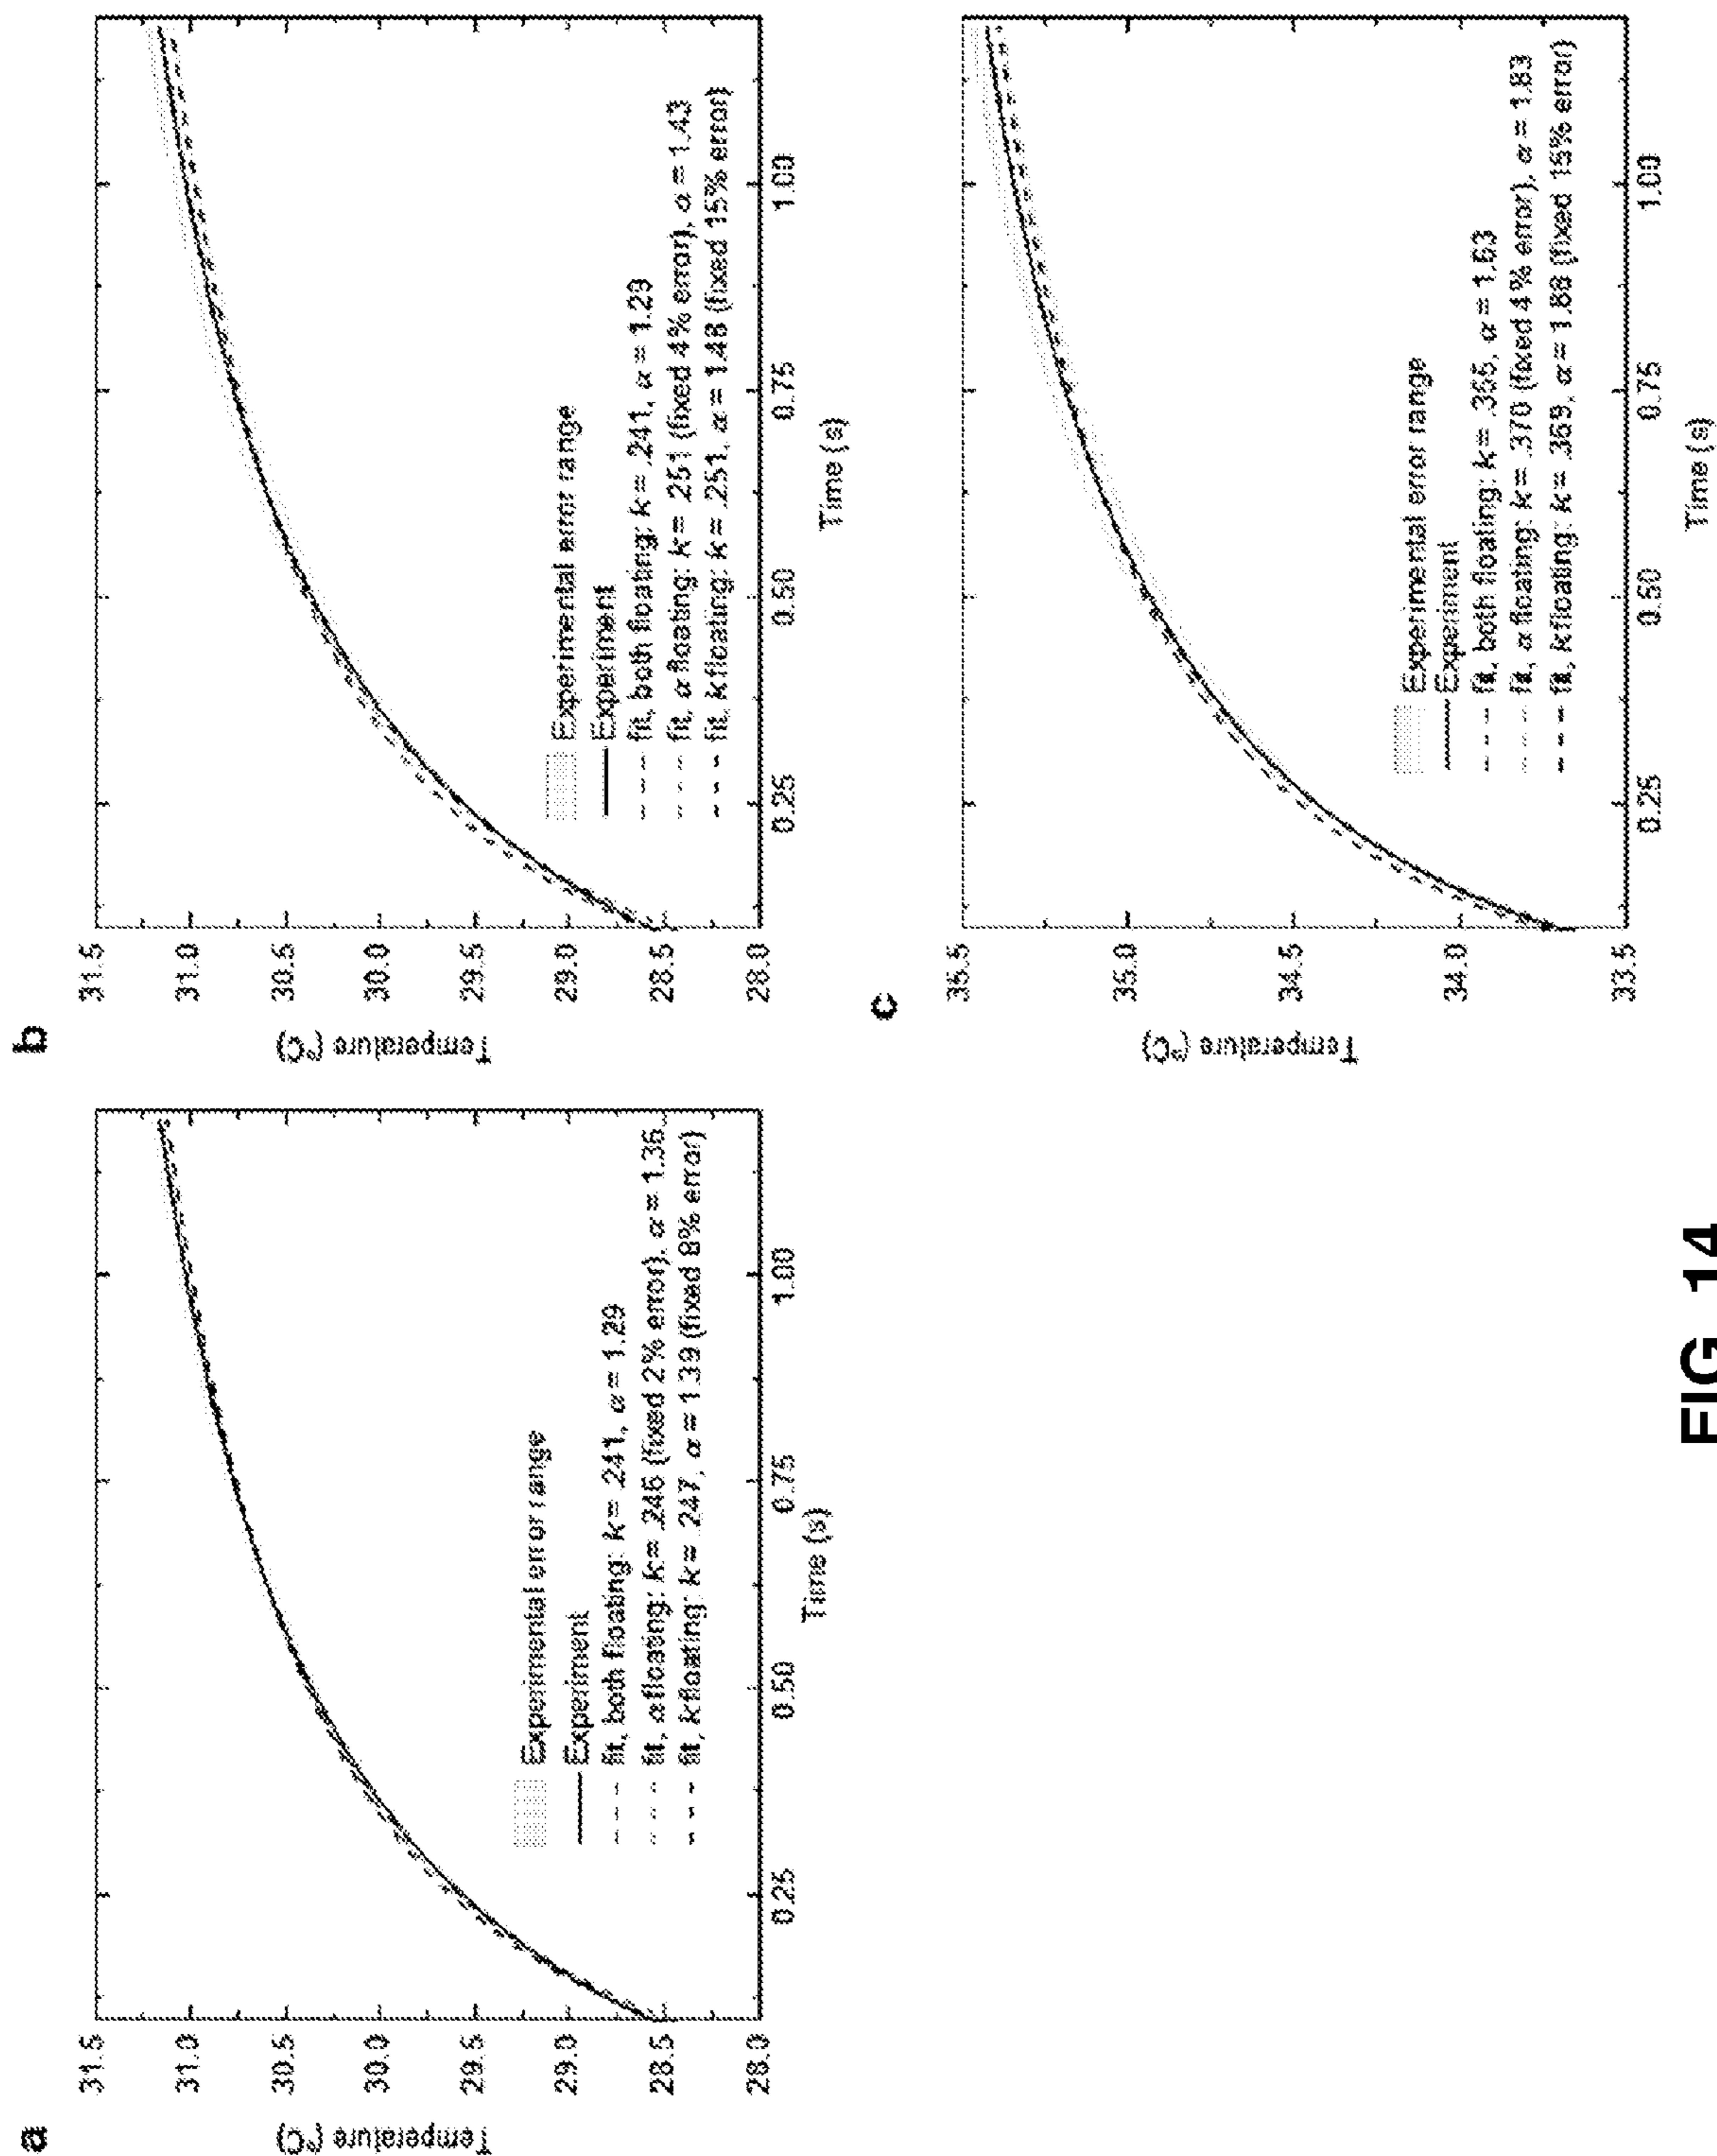 a
Temperature (°C)
31.5
31.0
30.5
30.0
29.5
29.0
28.5
28.0
Experimental error range
Experiment
fit, both floating: k= .241, α = 1.29
fit, α floating: k= .246 (fixed 2% error), α = 1.36
fit, k floating: k= .247, α = 1.39 (fixed 8% error)
0.25 0.50 0.75 1.00
Time (s)
b
Temperature (°C)
31.5
31.0
30.5
30.0
29.5
29.0
28.5
28.0
Experimental error range
Experiment
fit, both floating: k= .241, α = 1.29
fit, α floating: k= .251 (fixed 4% error), α = 1.43
fit, k floating: k= .251, α = 1.48 (fixed 15% error)
0.25 0.50 0.75 1.00
Time (s)
c
Temperature (°C)
35.5
35.0
34.5
34.0
33.5
Experimental error range
Experiment
fit, both floating: k= α = 1.63
fit, α floating: k= .370 (fixed 4% error), α = 1.83
fit, k floating: k= .369, α = 1.88 (fixed 15% error)
0.25 0.50 0.75 1.00
Time (s)
FIG. 14